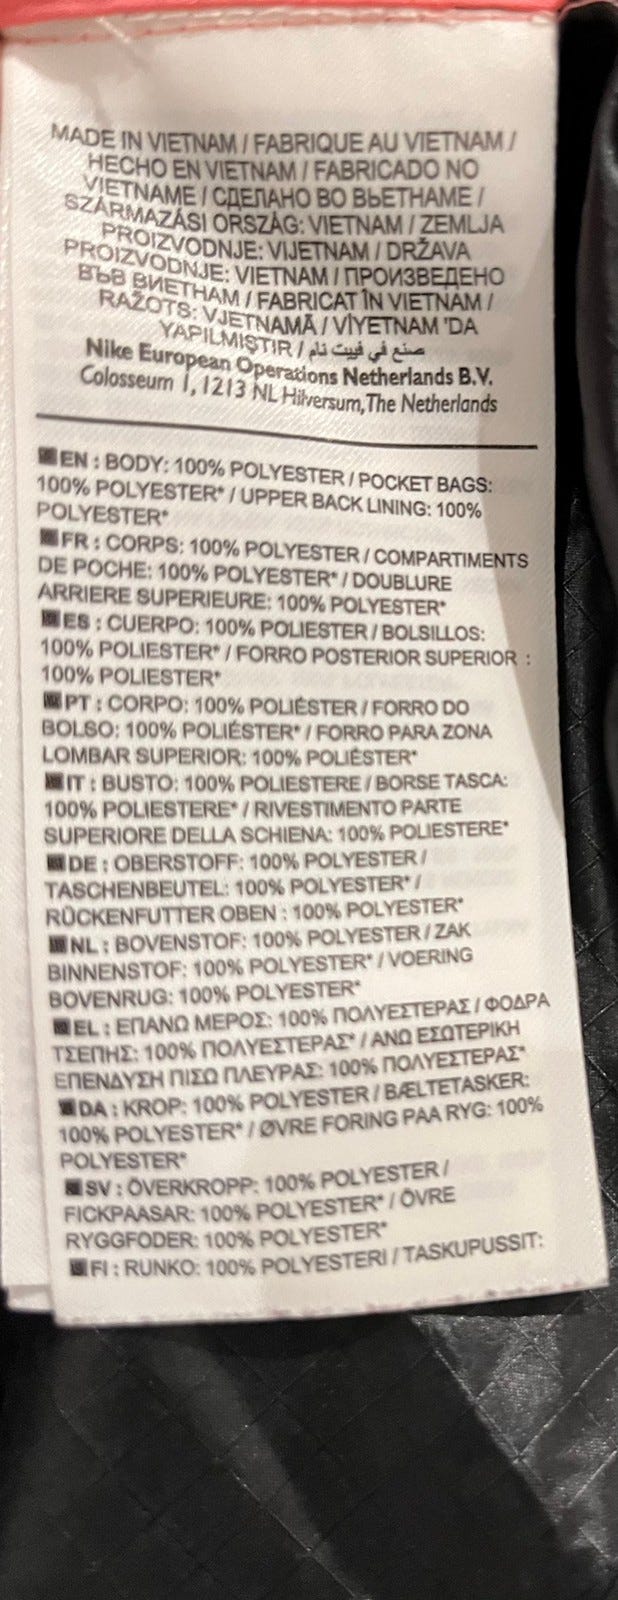 MADE IN VIETNAM / FABRIQUE AU VIETNAM /
HECHO EN VIETNAM / FABRICADO NO
VIETNAME / СДЕЛАНО ВО ВЬЕТНАМЕ /
SZÁRMAZÁSI ORSZÁG: VIETNAM / ZEMLJA
PROIZVODNJE: VIJETNAM / DRŽAVA
PROIZVODNJE: VIETNAM / ПРОИЗВЕДЕНО
ВЪВ ВИЕТНАМ / FABRICAT ÎN VIETNAM /
RAŽOTS: VJETNAMĀ / VİYETNAM 'DA
YAPILMIŞTIR / صنع في فييت نام
Nike European Operations Netherlands B.V.
Colosseum 1, 1213 NL Hilversum, The Netherlands
EN : BODY: 100% POLYESTER / POCKET BAGS:
100% POLYESTER* / UPPER BACK LINING: 100%
POLYESTER*
FR : CORPS: 100% POLYESTER / COMPARTIMENTS
DE POCHE: 100% POLYESTER* / DOUBLURE
ARRIERE SUPERIEURE: 100% POLYESTER*
ES : CUERPO: 100% POLIESTER / BOLSILLOS:
100% POLIESTER* / FORRO POSTERIOR SUPERIOR :
100% POLIESTER*
PT : CORPO: 100% POLIÉSTER / FORRO DO
BOLSO: 100% POLIÉSTER* / FORRO PARA ZONA
LOMBAR SUPERIOR: 100% POLIÉSTER*
IT : BUSTO: 100% POLIESTERE / BORSE TASCA:
100% POLIESTERE* / RIVESTIMENTO PARTE
SUPERIORE DELLA SCHIENA: 100% POLIESTERE*
DE : OBERSTOFF: 100% POLYESTER /
TASCHENBEUTEL: 100% POLYESTER* /
RÜCKENFUTTER OBEN : 100% POLYESTER*
NL : BOVENSTOF: 100% POLYESTER / ZAK
BINNENSTOF: 100% POLYESTER* / VOERING
BOVENRUG: 100% POLYESTER*
EL : ΕΠΑΝΩ ΜΕΡΟΣ: 100% ΠΟΛΥΕΣΤΕΡΑΣ / ΦΟΔΡΑ
ΤΣΕΠΗΣ: 100% ΠΟΛΥΕΣΤΕΡΑΣ* / ΑΝΩ ΕΣΩΤΕΡΙΚΗ
ΕΠΕΝΔΥΣΗ ΠΙΣΩ ΠΛΕΥΡΑΣ: 100% ΠΟΛΥΕΣΤΕΡΑΣ*
DA : KROP: 100% POLYESTER / BÆLTETASKER:
100% POLYESTER* / ØVRE FORING PAA RYG: 100%
POLYESTER*
SV : ÖVERKROPP: 100% POLYESTER /
FICKPAASAR: 100% POLYESTER* / ÖVRE
RYGGFODER: 100% POLYESTER*
FI : RUNKO: 100% POLYESTERI / TASKUPUSSIT: